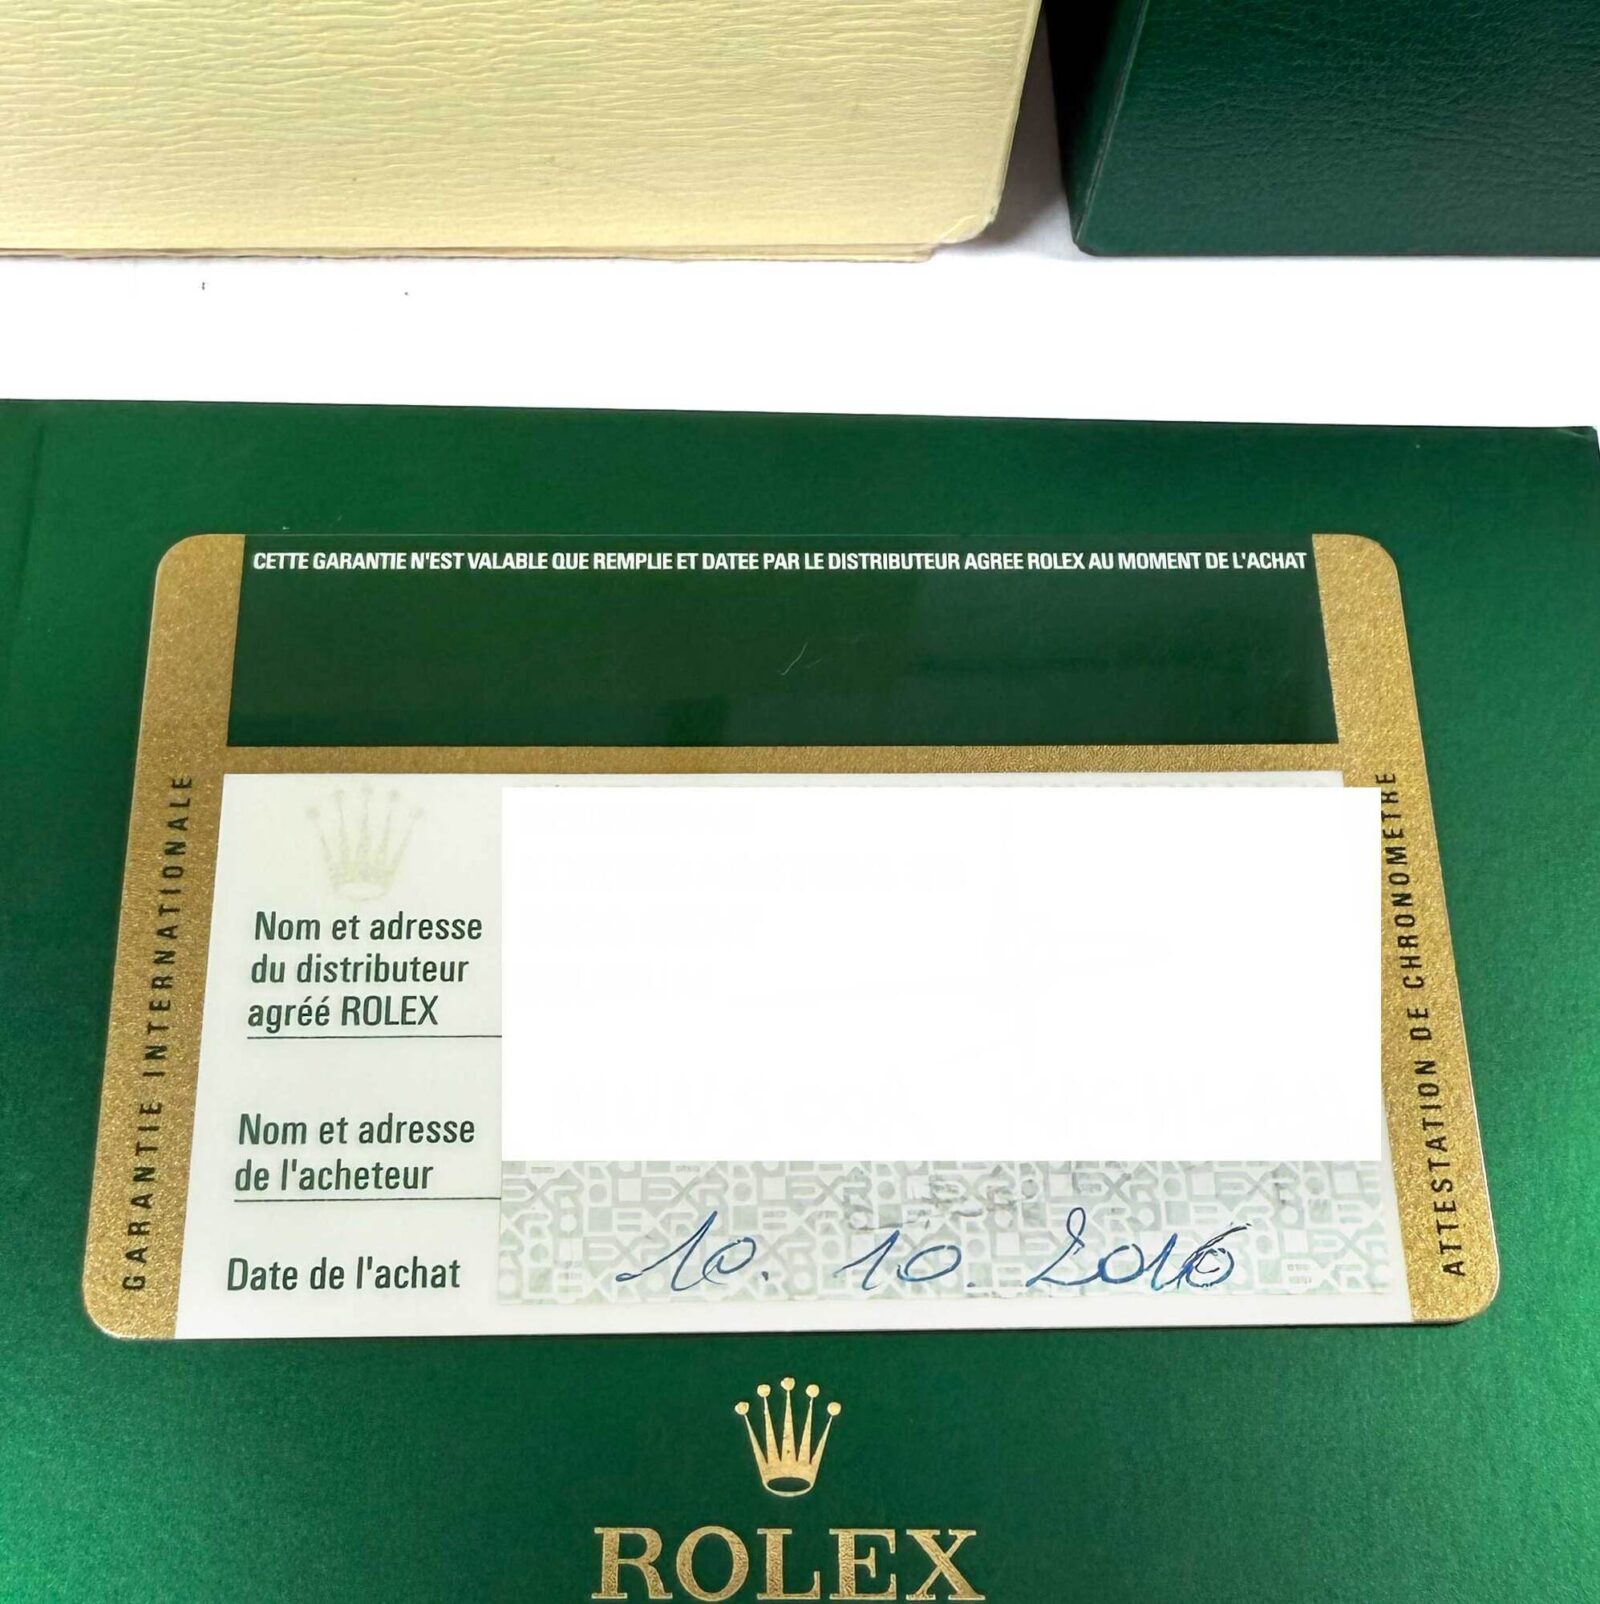 CETTE GARANTIE N'EST VALABLE QUE REMPLIE ET DATEE PAR LE DISTRIBUTEUR AGREE ROLEX AU MOMENT DE L'ACHAT
GARANTIE INTERNATIONALE
Nom et adresse
du distributeur
agréé ROLEX
Nom et adresse
de l'acheteur
Date de l'achat
10. 10. 2016
ATTESTATION DE CHRONOMETRE
ROLEX